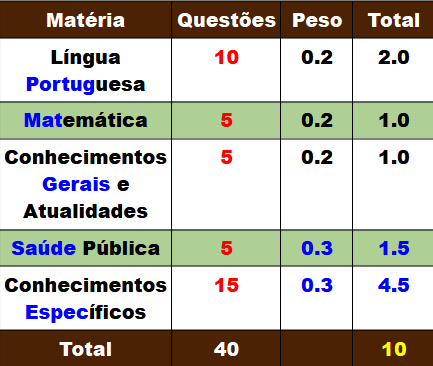 Matéria Questões Peso Total
Língua Portuguesa 10 0.2 2.0
Matemática 5 0.2 1.0
Conhecimentos Gerais e Atualidades 5 0.2 1.0
Saúde Pública 5 0.3 1.5
Conhecimentos Específicos 15 0.3 4.5
Total 40 10